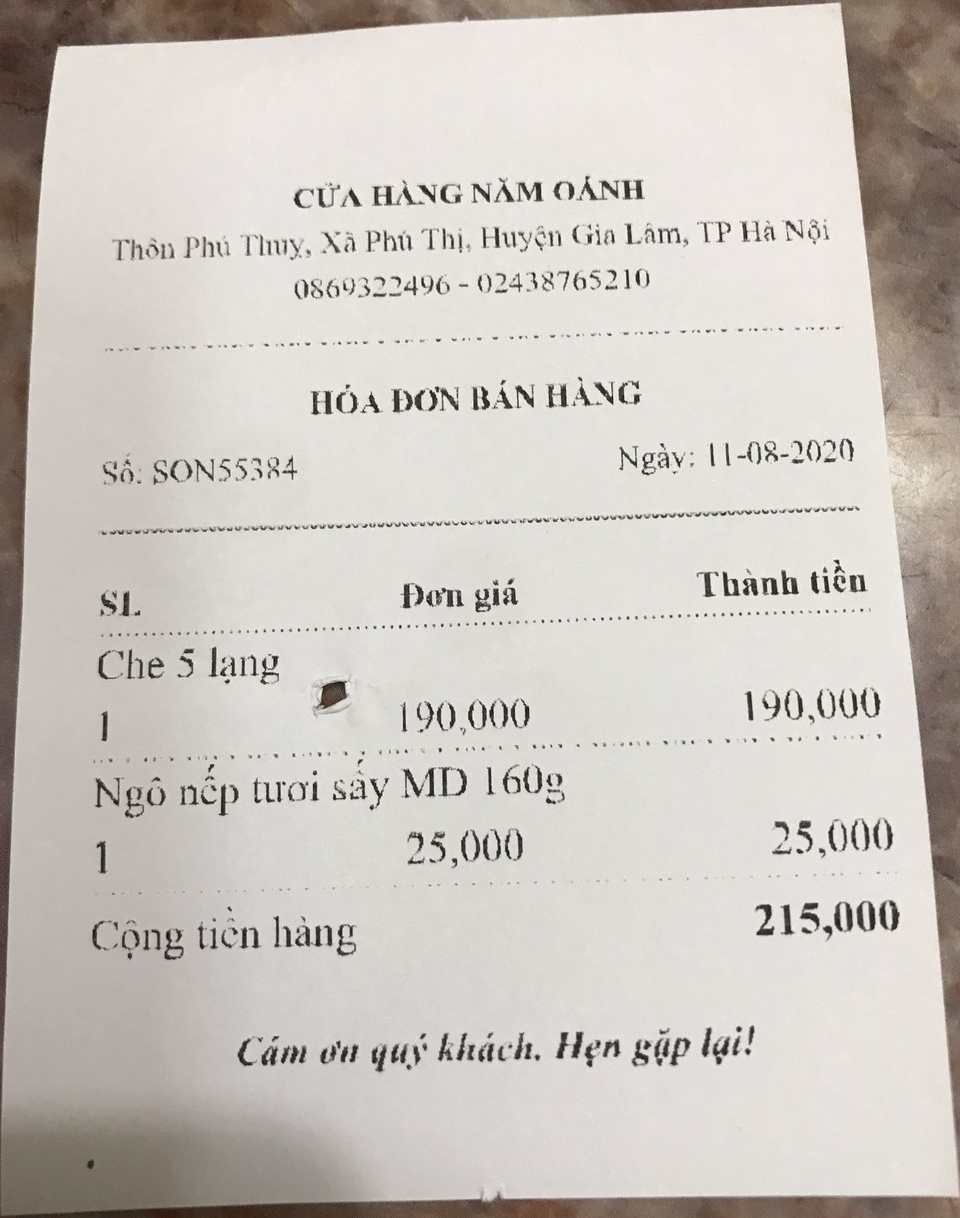 CỬA HÀNG NĂM OÁNH
Thôn Phú Thuỵ, Xã Phú Thị, Huyện Gia Lâm, TP Hà Nội
0869322496 - 02438765210
HÓA ĐƠN BÁN HÀNG
Số: SON55384 Ngày: 11-08-2020
SL Đơn giá Thành tiền
Che 5 lạng
1 190,000 190,000
Ngô nếp tươi sấy MD 160g
1 25,000 25,000
Cộng tiền hàng 215,000
Cám ơn quý khách. Hẹn gặp lại!